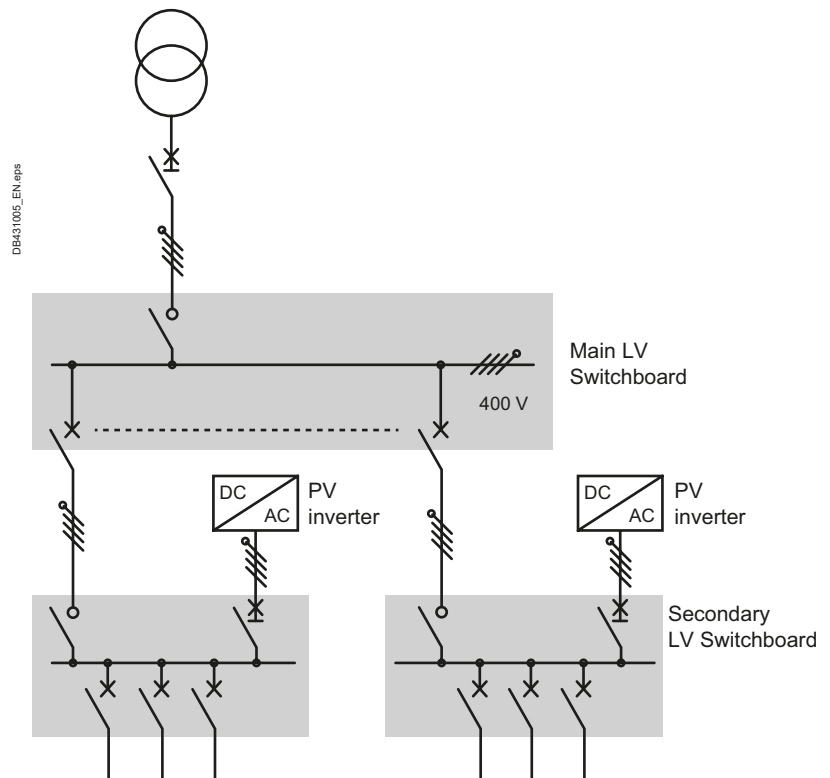 DB431005_EN.eps
Main LV
Switchboard
400 V
DC
AC
PV
inverter
DC
AC
PV
inverter
Secondary
LV Switchboard